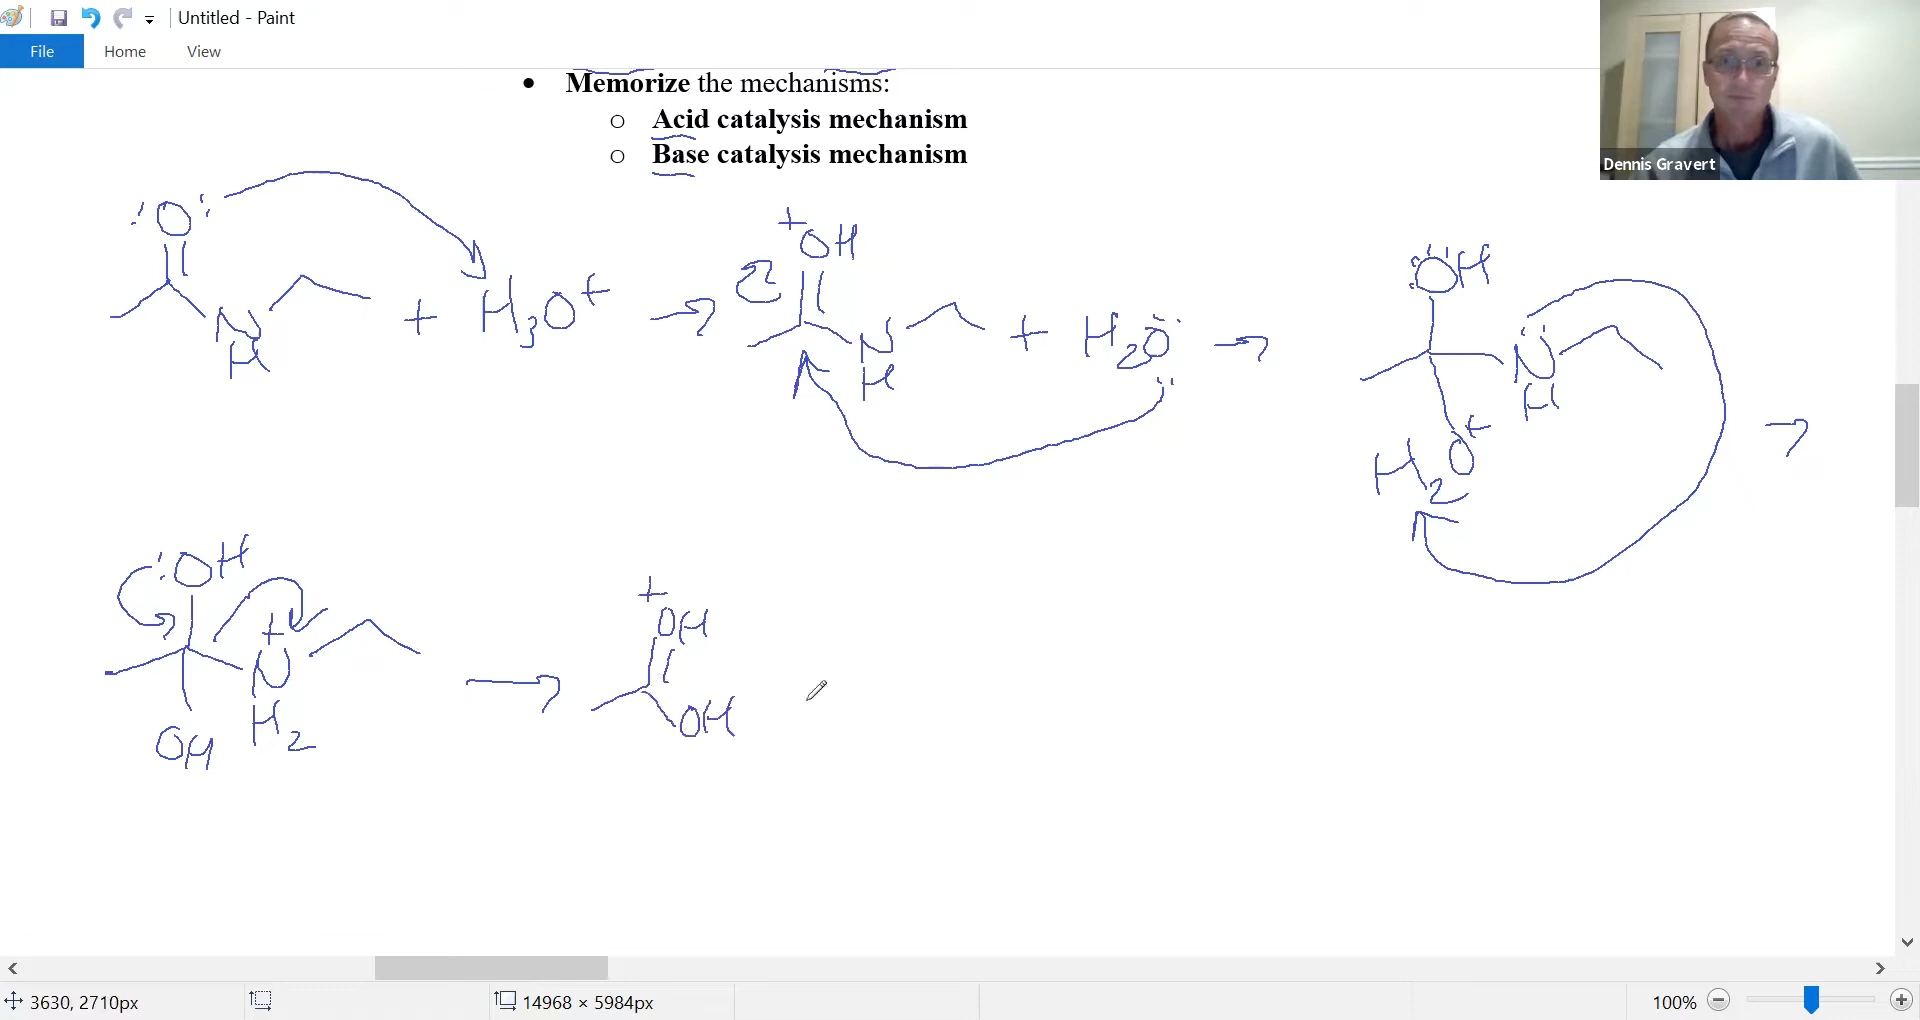 Untitled - Paint
File Home View
Dennis Gravert
• Memorize the mechanisms:
o Acid catalysis mechanism
o Base catalysis mechanism
O
N
H
+ H3O+
+
OH
N
H
+ H2O
OH
N
H
+
H2O
OH
+
N
H2
OH
+
OH
OH
3630, 2710px
14968 × 5984px
100%